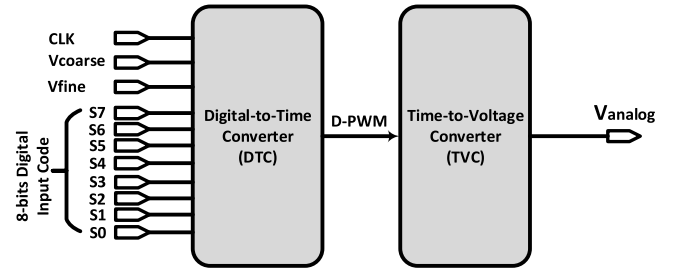 CLK
Vcoarse
Vfine
8-bits Digital
Input Code
S7
S6
S5
S4
S3
S2
S1
S0
Digital-to-Time
Converter
(DTC)
D-PWM
Time-to-Voltage
Converter
(TVC)
Vanalog